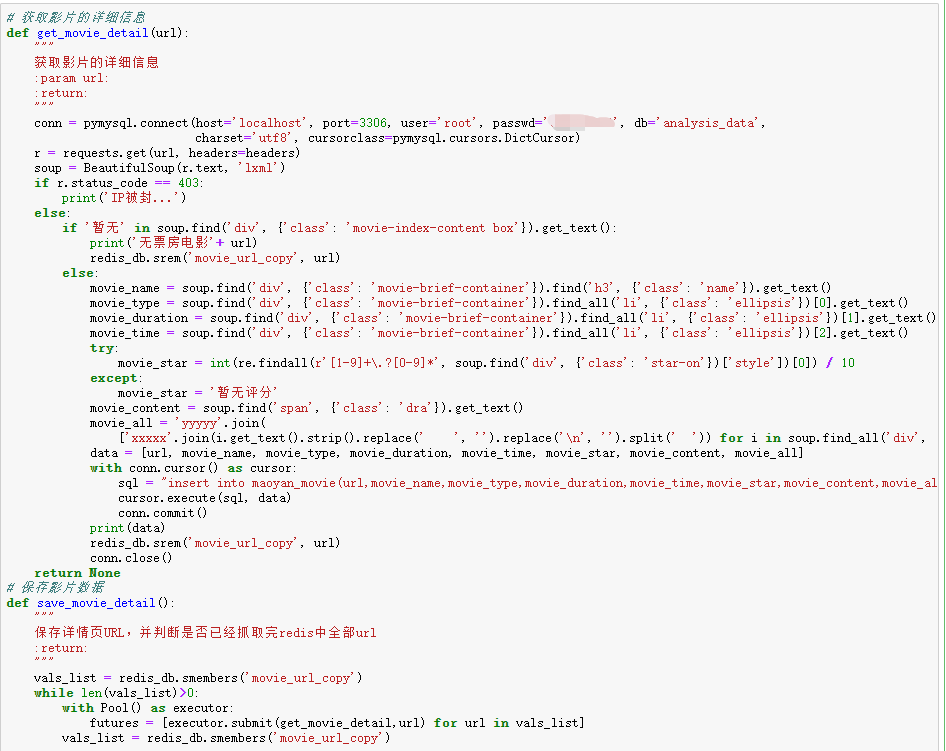 # 获取影片的详细信息
def get_movie_detail(url):
    """
    获取影片的详细信息
    :param url:
    :return:
    """
    conn = pymysql.connect(host='localhost', port=3306, user='root', passwd='', db='analysis_data',
                           charset='utf8', cursorclass=pymysql.cursors.DictCursor)
    r = requests.get(url, headers=headers)
    soup = BeautifulSoup(r.text, 'lxml')
    if r.status_code == 403:
        print('IP被封...')
    else:
        if '暂无' in soup.find('div', {'class': 'movie-index-content box'}).get_text():
            print('无票房电影'+ url)
            redis_db.srem('movie_url_copy', url)
        else:
            movie_name = soup.find('div', {'class': 'movie-brief-container'}).find('h3', {'class': 'name'}).get_text()
            movie_type = soup.find('div', {'class': 'movie-brief-container'}).find_all('li', {'class': 'ellipsis'})[0].get_text()
            movie_duration = soup.find('div', {'class': 'movie-brief-container'}).find_all('li', {'class': 'ellipsis'})[1].get_text()
            movie_time = soup.find('div', {'class': 'movie-brief-container'}).find_all('li', {'class': 'ellipsis'})[2].get_text()
            try:
                movie_star = int(re.findall(r'[1-9]+\.?[0-9]*', soup.find('div', {'class': 'star-on'})['style'])[0]) / 10
            except:
                movie_star = '暂无评分'
            movie_content = soup.find('span', {'class': 'dra'}).get_text()
            movie_all = 'yyyyy'.join(
                ['xxxxx'.join(i.get_text().strip().replace('    ', '').replace('\n', '').split('  ')) for i in soup.find_all('div',
            data = [url, movie_name, movie_type, movie_duration, movie_time, movie_star, movie_content, movie_all]
            with conn.cursor() as cursor:
                sql = "insert into maoyan_movie(url,movie_name,movie_type,movie_duration,movie_time,movie_star,movie_content,movie_al
                cursor.execute(sql, data)
                conn.commit()
            print(data)
            redis_db.srem('movie_url_copy', url)
            conn.close()
    return None
# 保存影片数据
def save_movie_detail():
    """
    保存详情页URL，并判断是否已经抓取完redis中全部url
    :return:
    """
    vals_list = redis_db.smembers('movie_url_copy')
    while len(vals_list)>0:
        with Pool() as executor:
            futures = [executor.submit(get_movie_detail,url) for url in vals_list]
        vals_list = redis_db.smembers('movie_url_copy')